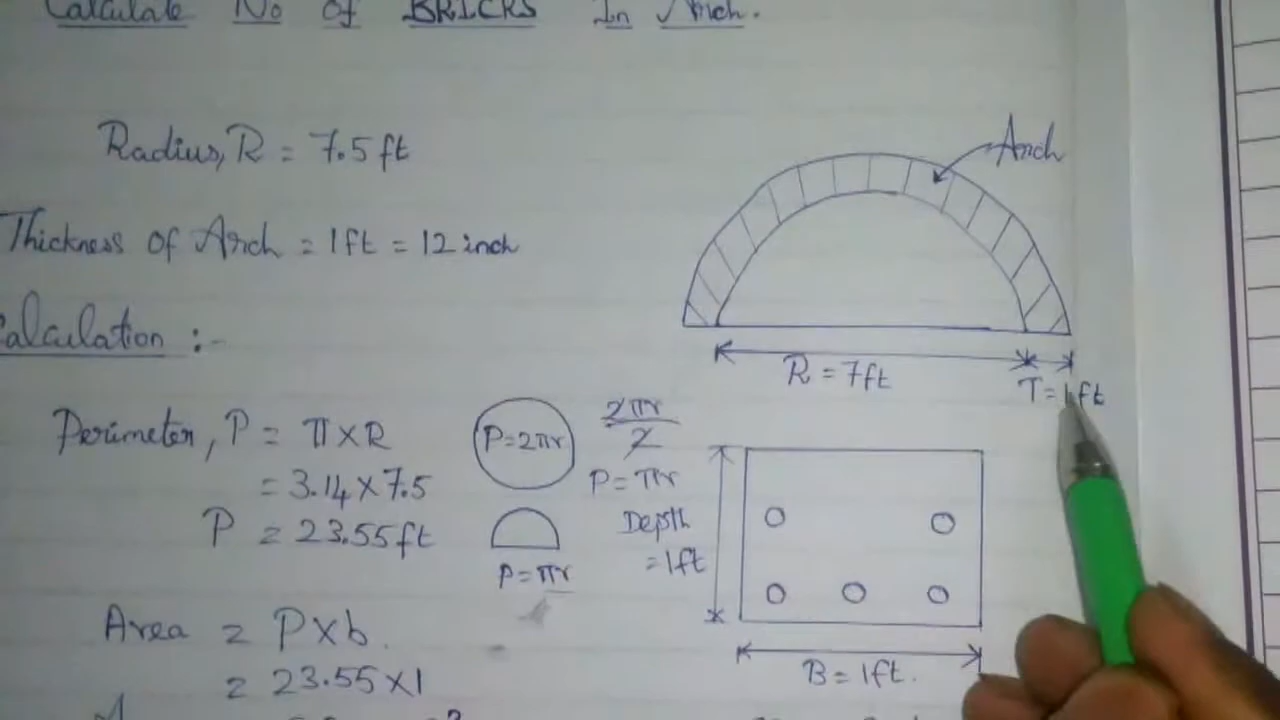 Calculate No Of BRICKS In Arch.
Radius, R = 7.5 ft
Thickness of Arch = 1ft = 12 inch
Calculation :-
Perimeter, P = π×R
= 3.14×7.5
P = 23.55ft
Area = P×b.
= 23.55×1
P=2πr
2πr
2
P=πr
P=πr
Arch
R = 7ft
T=1ft
Depth
=1ft
B=1ft.